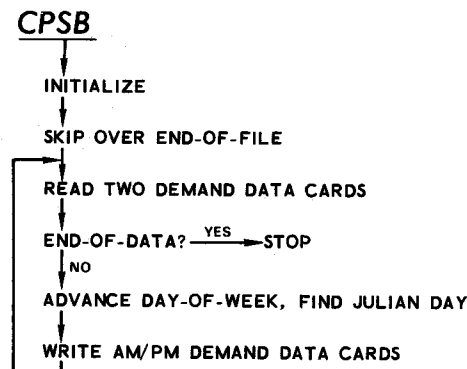 CPSB
INITIALIZE
SKIP OVER END-OF-FILE
READ TWO DEMAND DATA CARDS
END-OF-DATA? YES STOP
NO
ADVANCE DAY-OF-WEEK, FIND JULIAN DAY
WRITE AM/PM DEMAND DATA CARDS